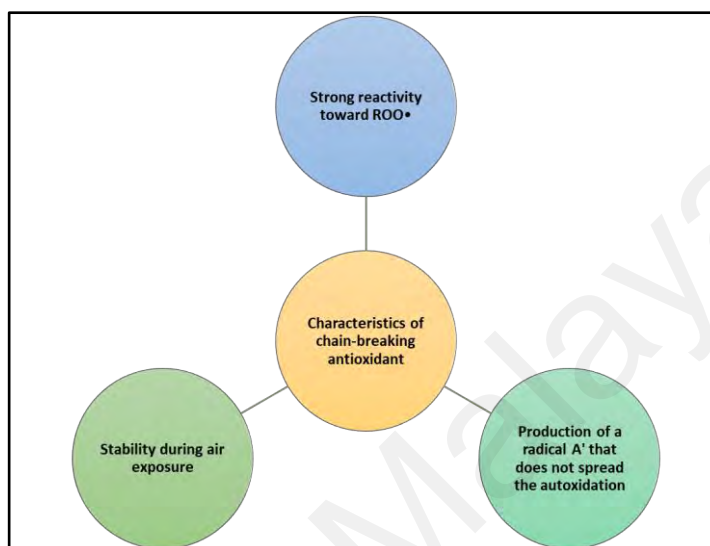 Strong reactivity
toward ROO•
Characteristics of
chain-breaking
antioxidant
Stability during air
exposure
Production of a
radical A' that
does not spread
the autoxidation
Malaya